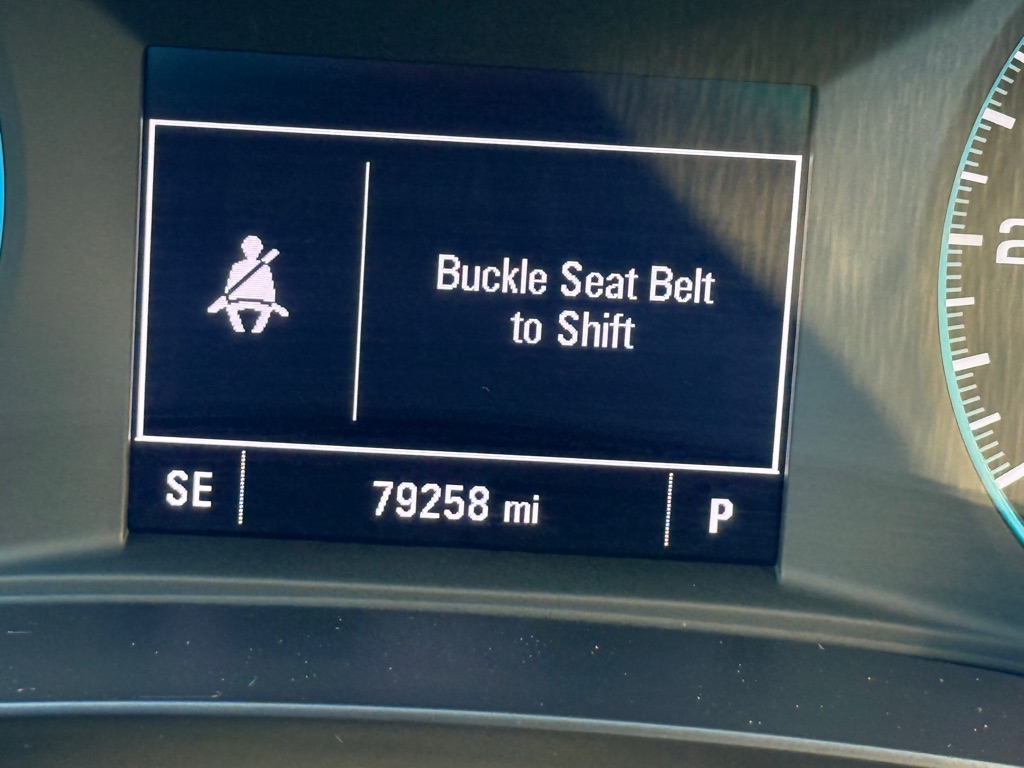 Buckle Seat Belt
to Shift
SE 79258 mi P